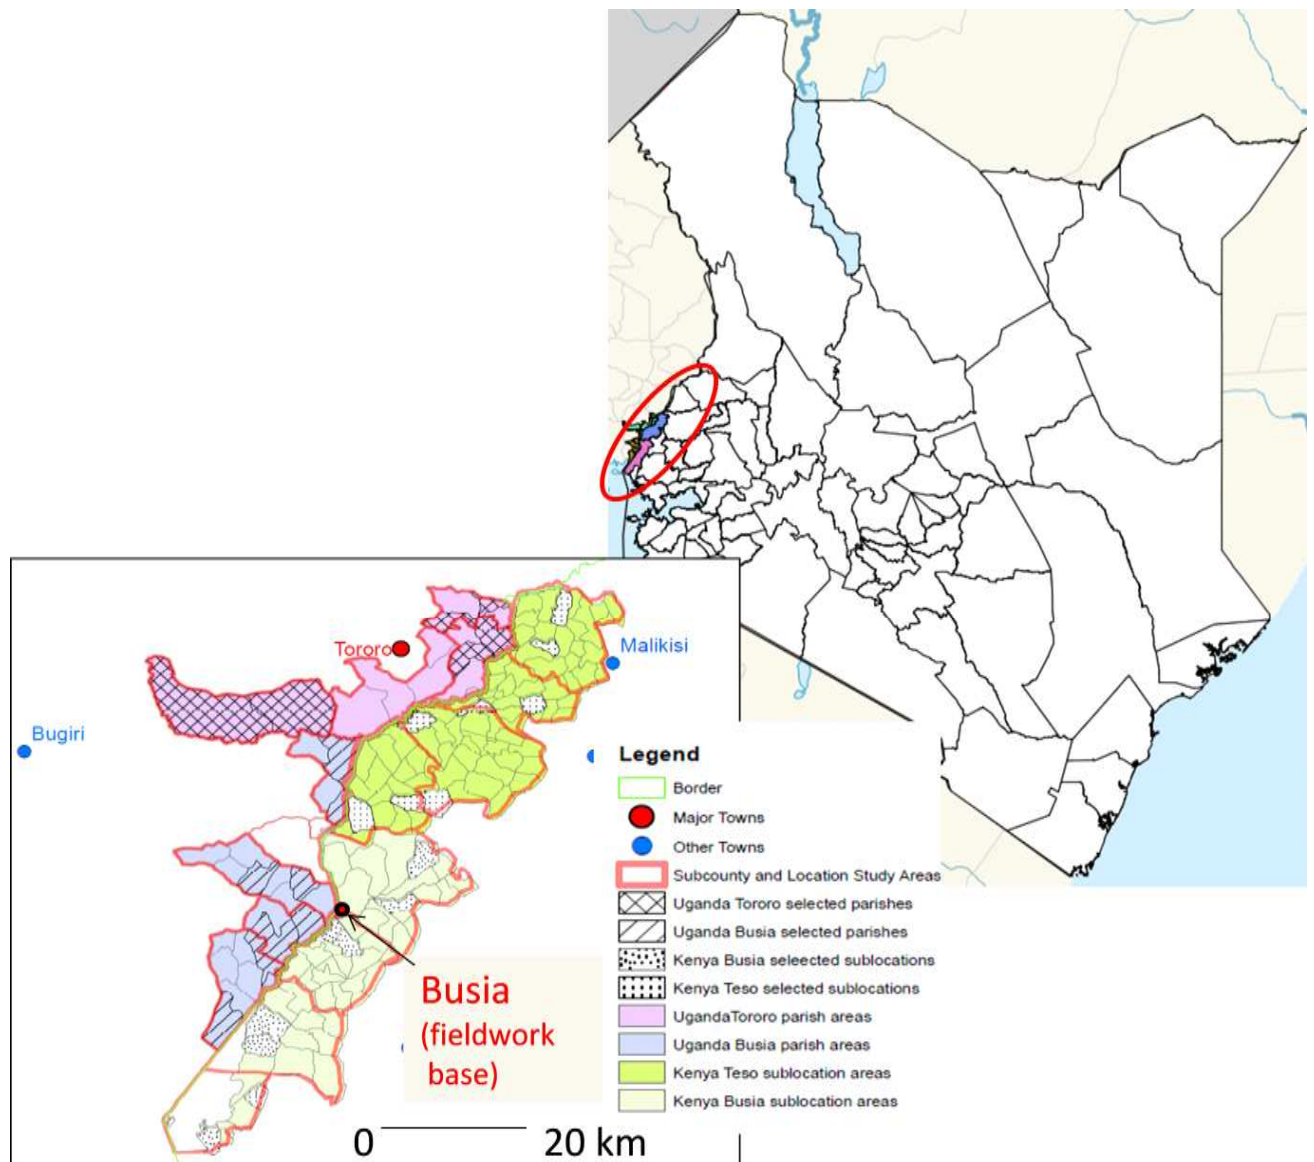 Tororo
Malikisi
Bugiri
Busia
(fieldwork
base)
0 20 km
Legend
Border
Major Towns
Other Towns
Subcounty and Location Study Areas
Uganda Tororo selected parishes
Uganda Busia selected parishes
Kenya Busia seleected sublocations
Kenya Teso selected sublocations
UgandaTororo parish areas
Uganda Busia parish areas
Kenya Teso sublocation areas
Kenya Busia sublocation areas